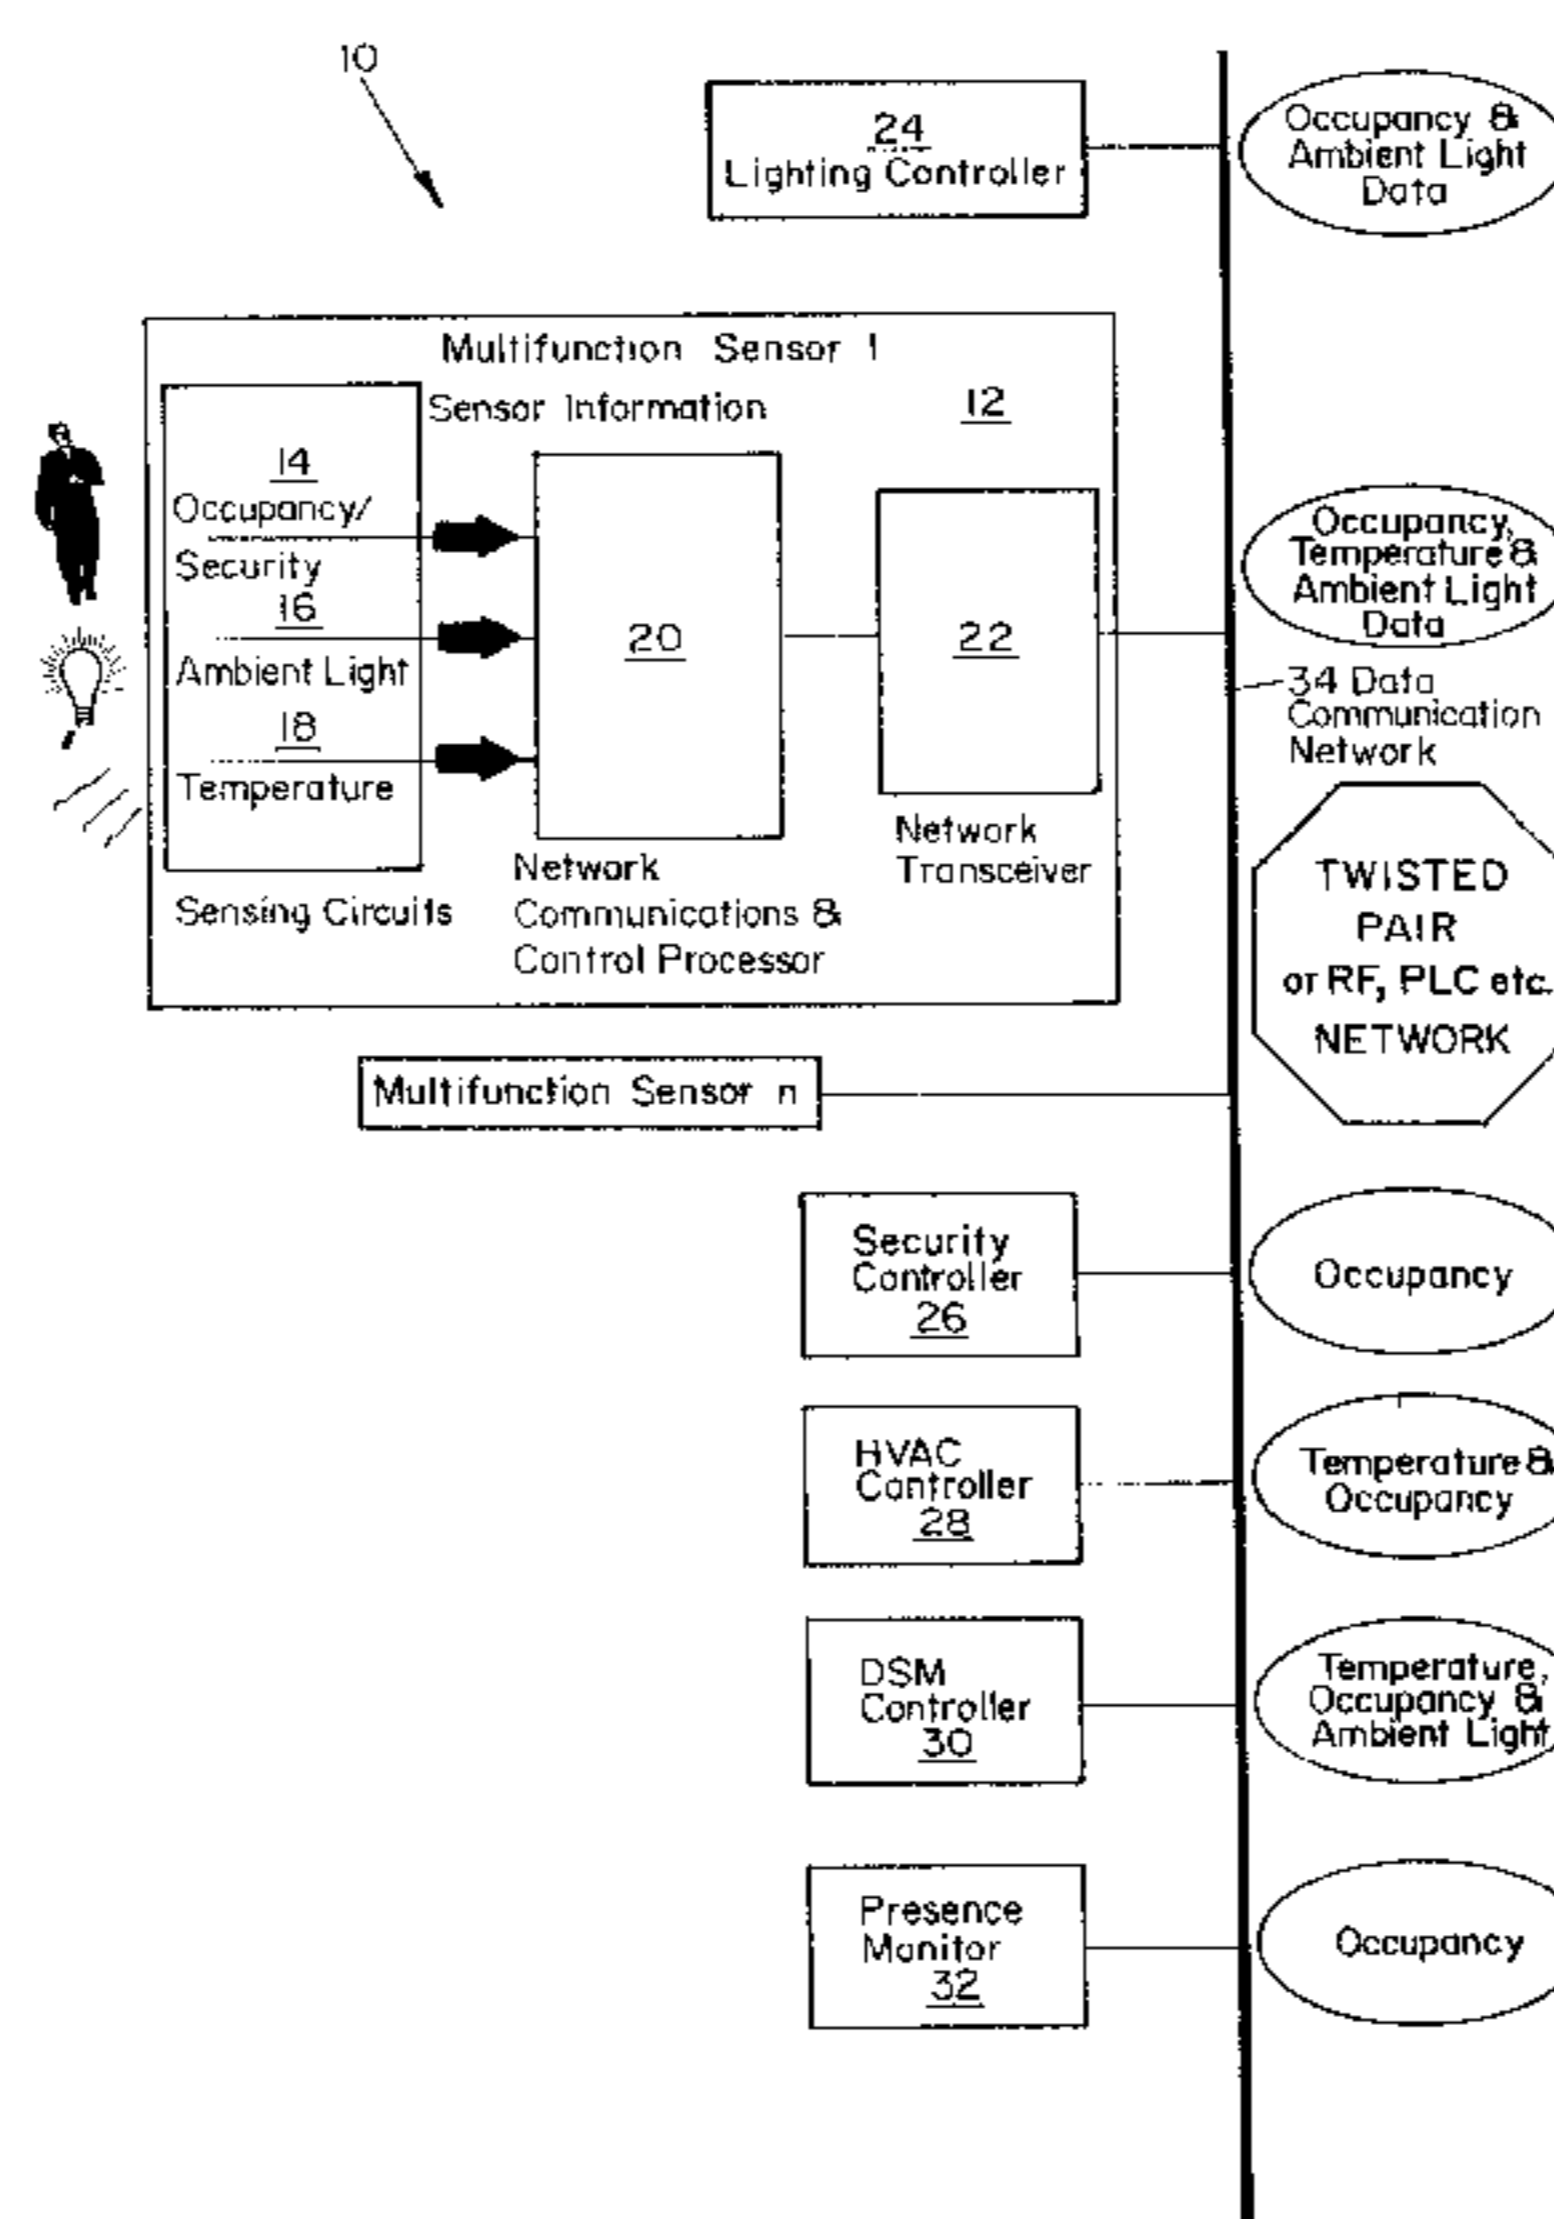 10
24
Lighting Controller
Occupancy &
Ambient Light
Data
Multifunction Sensor 1
Sensor Information
12
14
Occupancy/
Security
16
Ambient Light
18
Temperature
Sensing Circuits
20
Network
Communications &
Control Processor
22
Network
Transceiver
Occupancy,
Temperature &
Ambient Light
Data
34 Data
Communication
Network
TWISTED
PAIR
or RF, PLC etc.
NETWORK
Multifunction Sensor n
Security
Controller
26
Occupancy
HVAC
Controller
28
Temperature &
Occupancy
DSM
Controller
30
Temperature,
Occupancy &
Ambient Light
Presence
Monitor
32
Occupancy